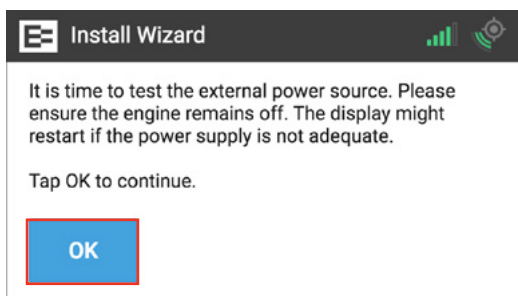 Install Wizard
It is time to test the external power source. Please
ensure the engine remains off. The display might
restart if the power supply is not adequate.
Tap OK to continue.
OK